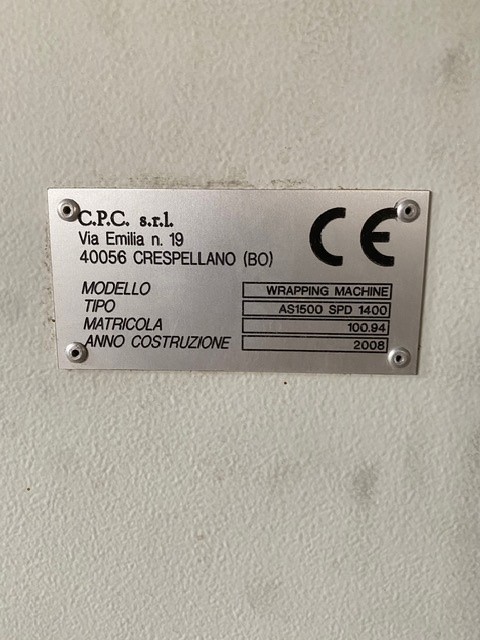 C.P.C. s.r.l.
Via Emilia n. 19
40056 CRESPELLANO (BO)
CE
MODELLO WRAPPING MACHINE
TIPO AS1500 SPD 1400
MATRICOLA 100.94
ANNO COSTRUZIONE 2008